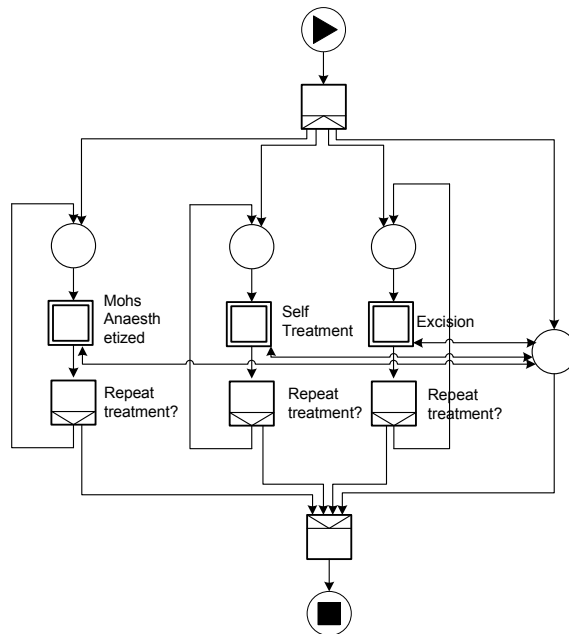 Mohs
Anaesth
etized
Self
Treatment
Excision
Repeat
treatment?
Repeat
treatment?
Repeat
treatment?